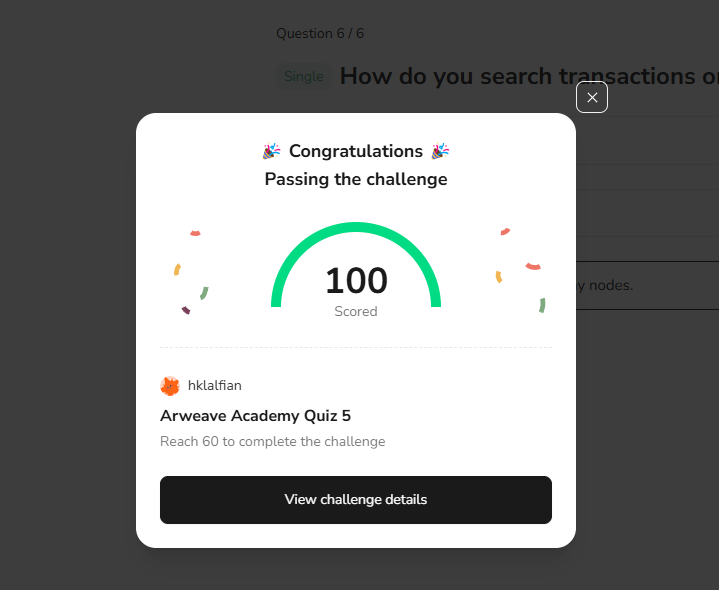 Question 6 / 6
Single How do you search transactions
🎉 Congratulations 🎉
Passing the challenge
100
Scored
nodes.
hklalfian
Arweave Academy Quiz 5
Reach 60 to complete the challenge
View challenge details